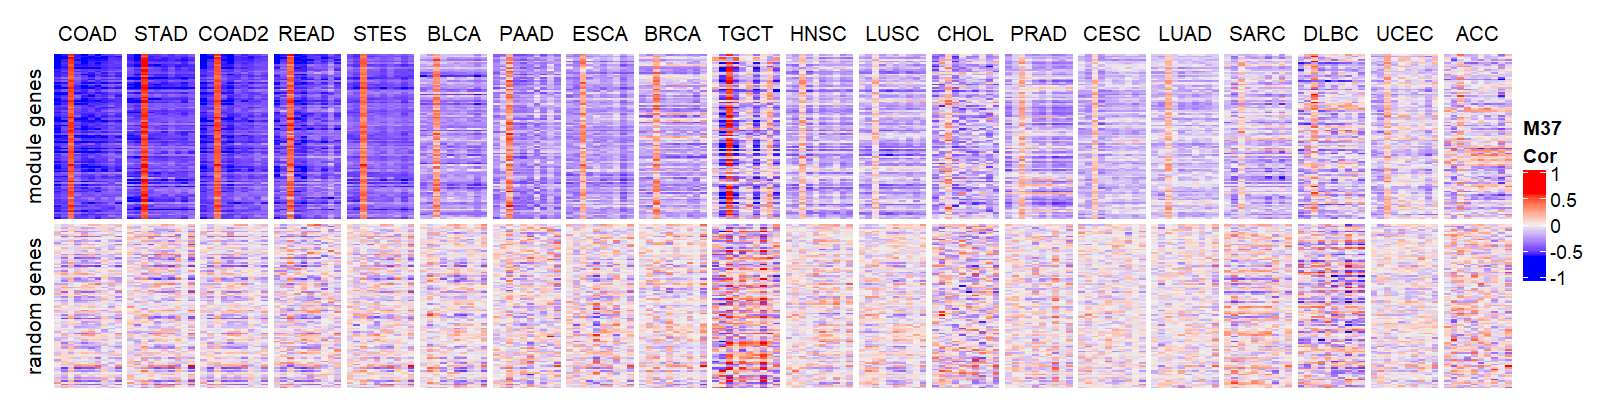 COAD STAD COAD2 READ STES BLCA PAAD ESCA BRCA TGCT HNSC LUSC CHOL PRAD CESC LUAD SARC DLBC UCEC ACC
module genes
random genes
M37
Cor
1
0.5
0
-0.5
-1